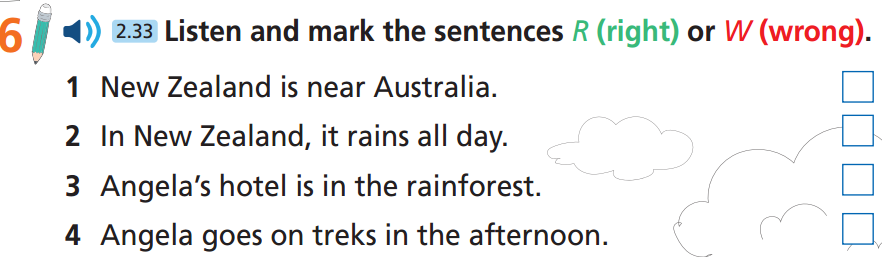 6 2.33 Listen and mark the sentences R (right) or W (wrong).
1 New Zealand is near Australia.
2 In New Zealand, it rains all day.
3 Angela's hotel is in the rainforest.
4 Angela goes on treks in the afternoon.